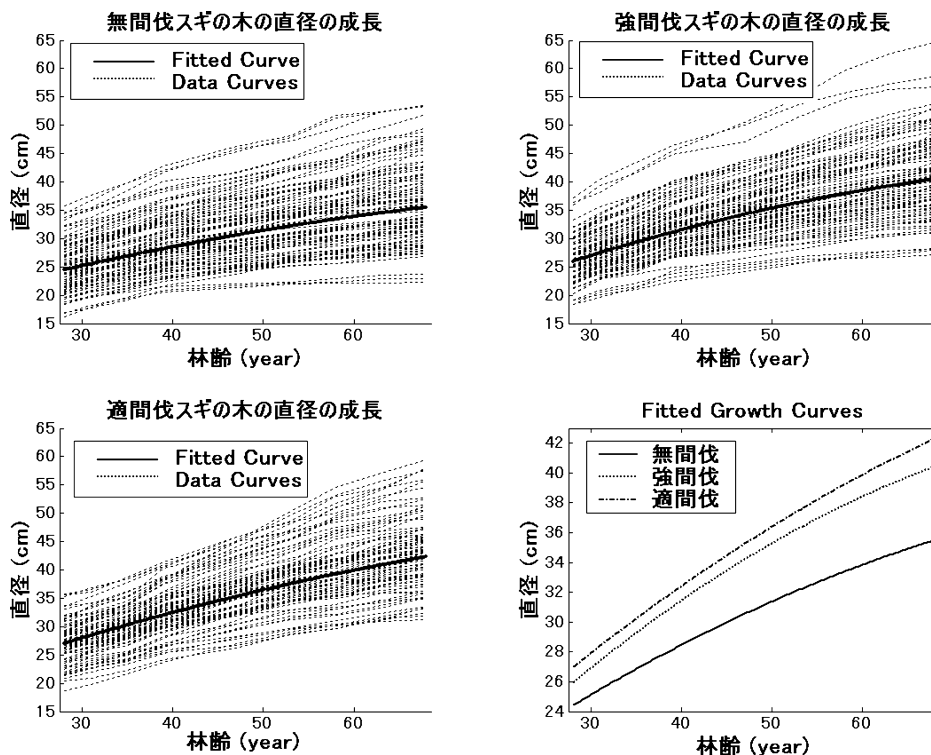 無間伐スギの木の直径の成長
65
60
55
50
45
40
35
30
25
20
15
直径 (cm)
Fitted Curve
Data Curves
30 40 50 60
林齢 (year)
強間伐スギの木の直径の成長
65
60
55
50
45
40
35
30
25
20
15
直径 (cm)
Fitted Curve
Data Curves
30 40 50 60
林齢 (year)
適間伐スギの木の直径の成長
65
60
55
50
45
40
35
30
25
20
15
直径 (cm)
Fitted Curve
Data Curves
30 40 50 60
林齢 (year)
Fitted Growth Curves
42
40
38
36
34
32
30
28
26
24
直径 (cm)
無間伐
強間伐
適間伐
30 40 50 60
林齢 (year)